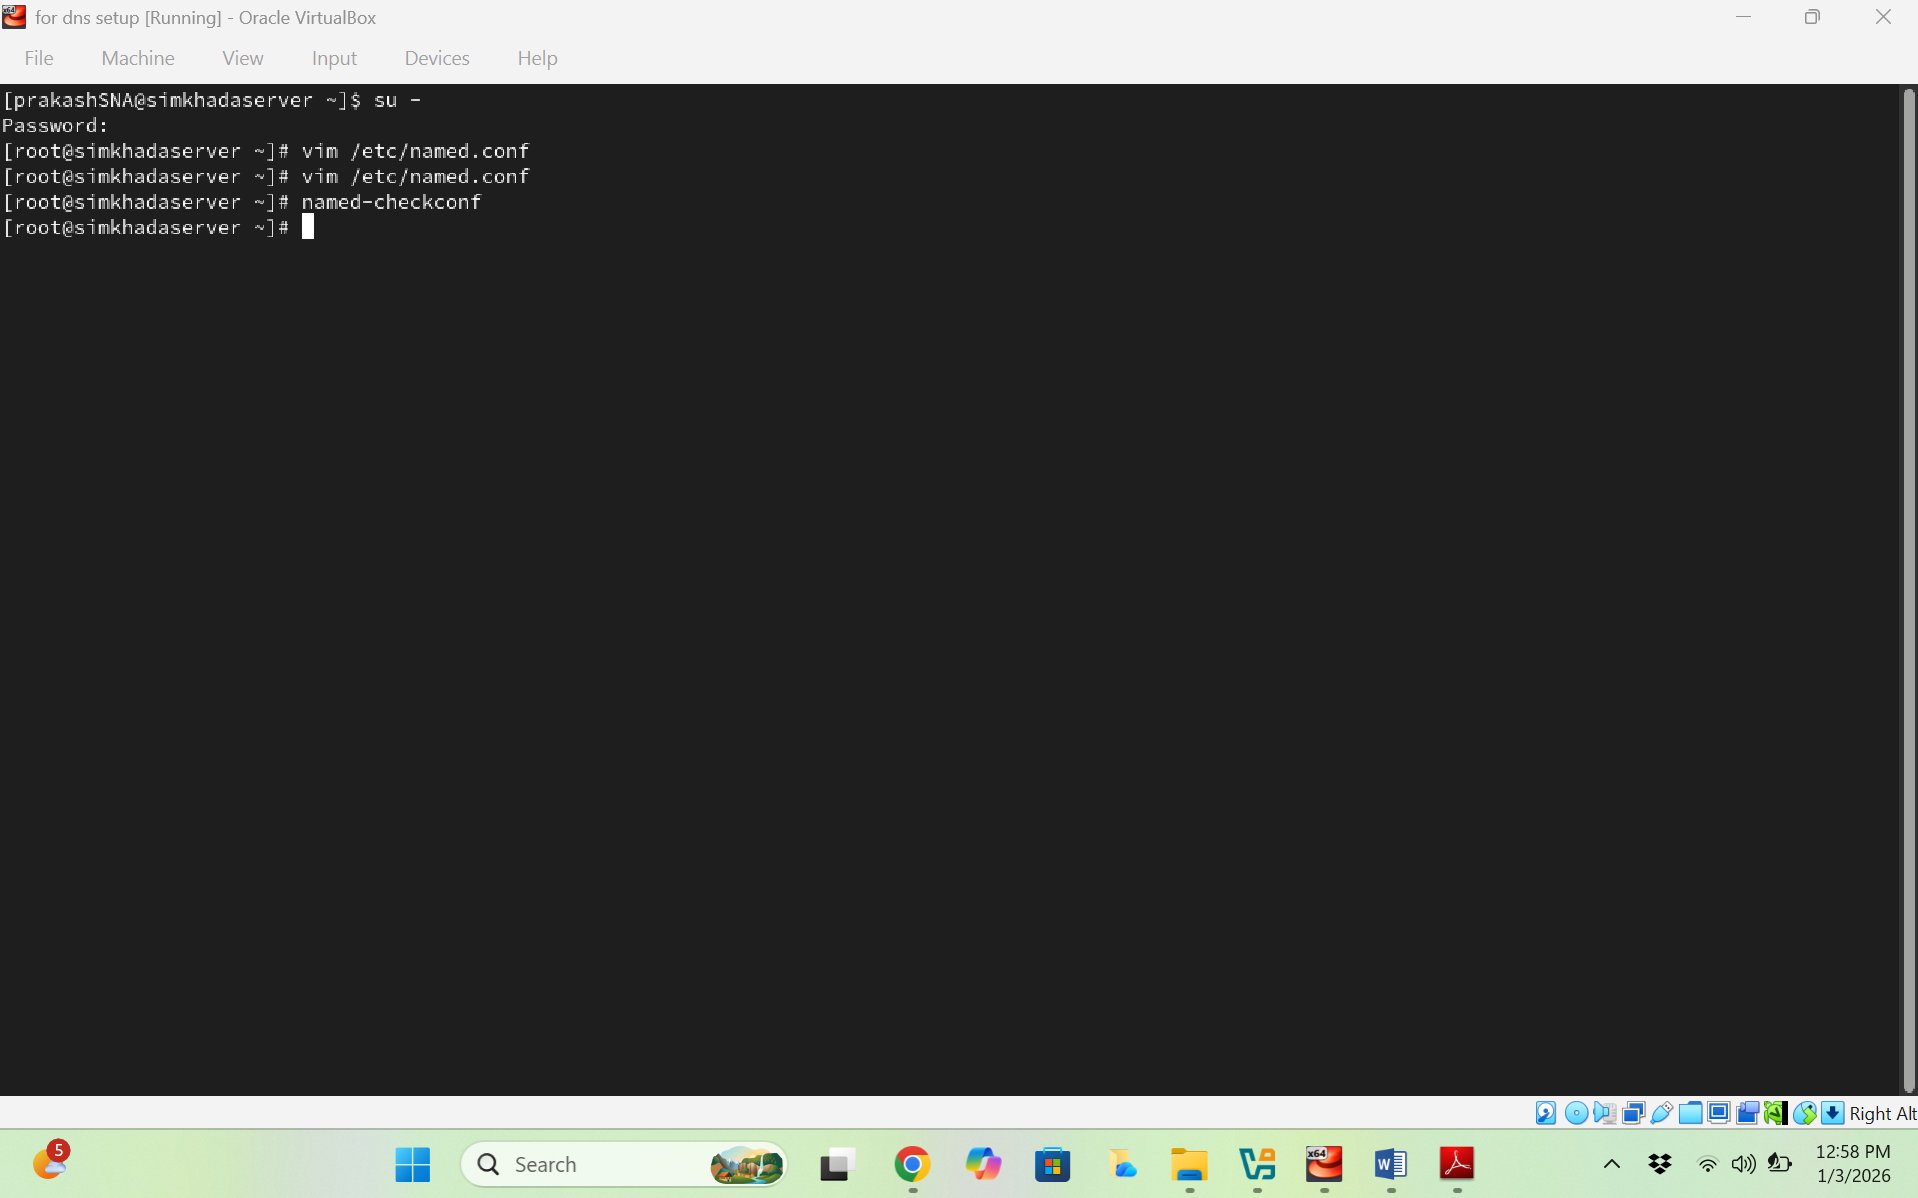 for dns setup [Running] - Oracle VirtualBox
File Machine View Input Devices Help
[prakashSNA@simkhadaserver ~]$ su -
Password:
[root@simkhadaserver ~]# vim /etc/named.conf
[root@simkhadaserver ~]# vim /etc/named.conf
[root@simkhadaserver ~]# named-checkconf
[root@simkhadaserver ~]#
Right Alt
5
Search
x64
12:58 PM
1/3/2026